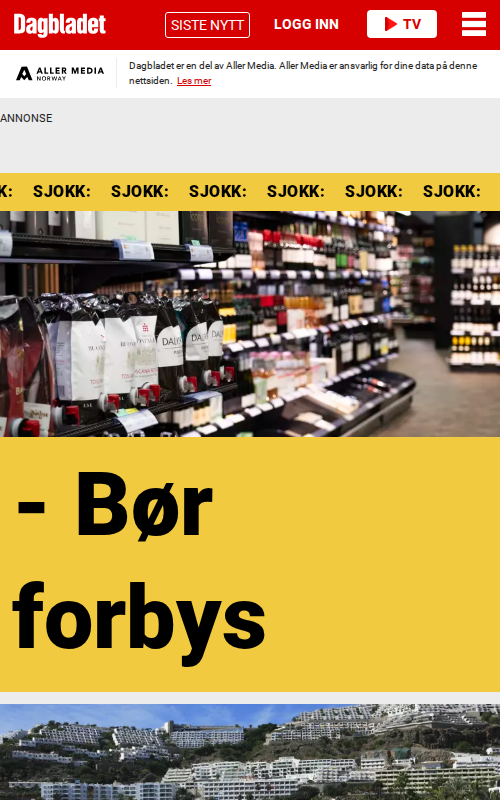 Dagbladet
SISTE NYTT
LOGG INN
TV
ALLER MEDIA
NORWAY
Dagbladet er en del av Aller Media. Aller Media er ansvarlig for dine data på denne
nettsiden. Les mer
ANNONSE
K: SJOKK: SJOKK: SJOKK: SJOKK: SJOKK: SJOKK:
- Bør
forbys